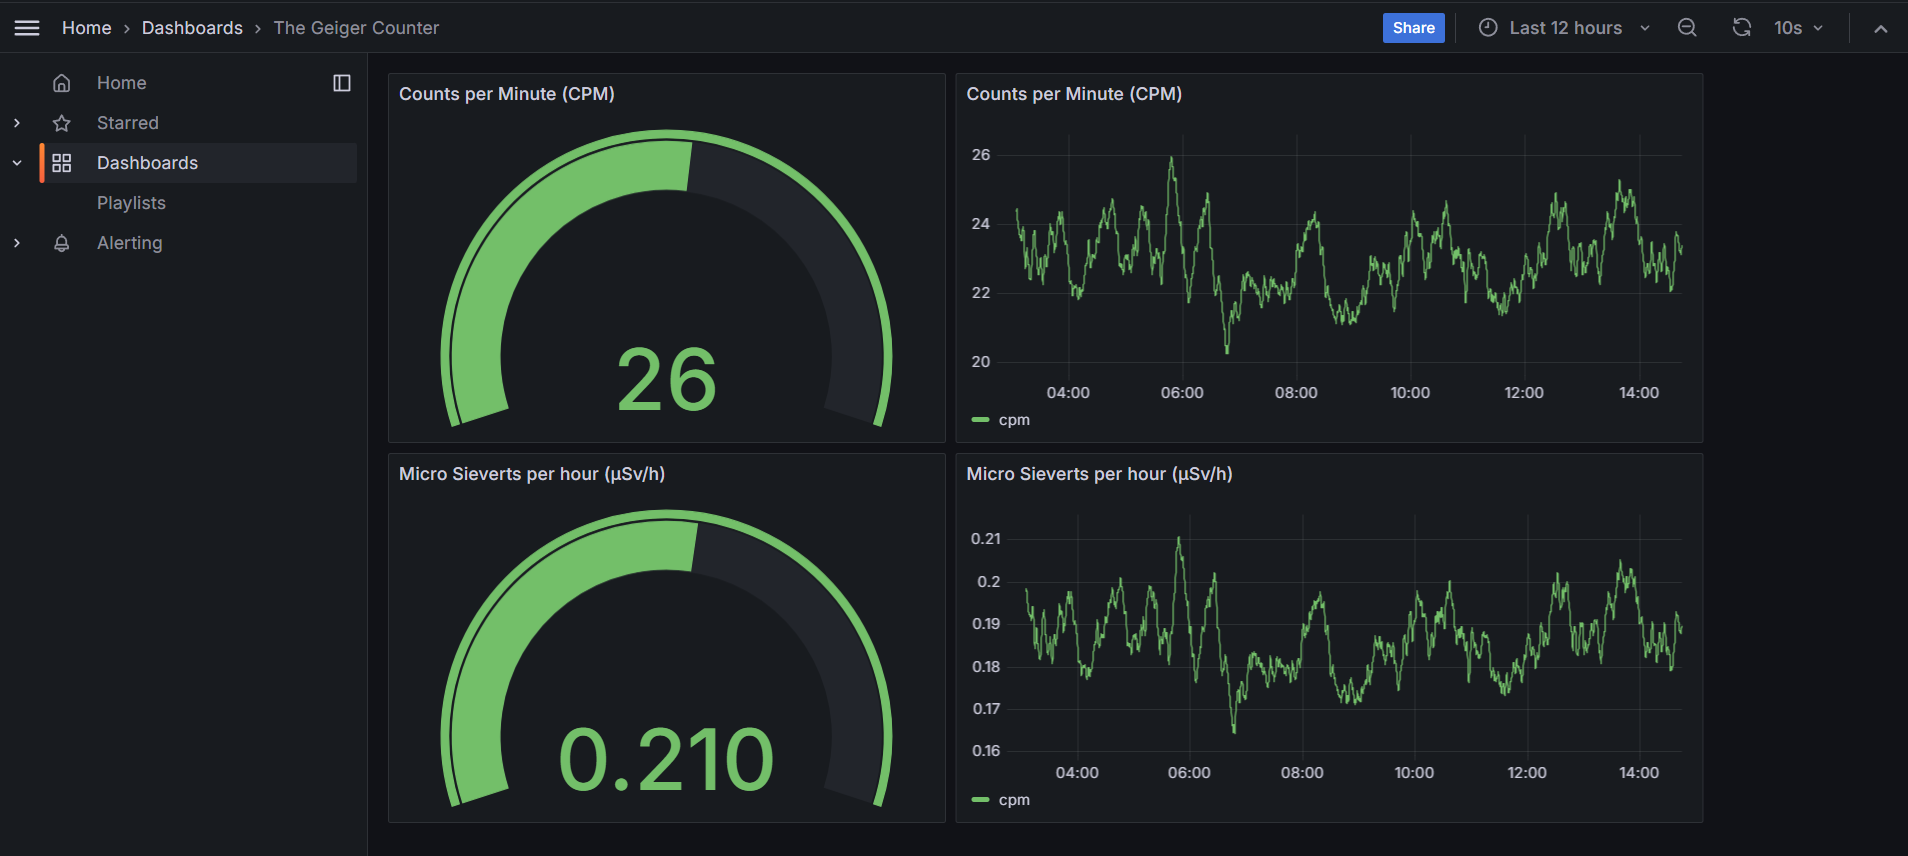 Home › Dashboards › The Geiger Counter
Share
Last 12 hours
10s
Home
Starred
Dashboards
Playlists
Alerting
Counts per Minute (CPM)
26
Counts per Minute (CPM)
26
24
22
20
04:00 06:00 08:00 10:00 12:00 14:00
cpm
Micro Sieverts per hour (µSv/h)
0.210
Micro Sieverts per hour (µSv/h)
0.21
0.2
0.19
0.18
0.17
0.16
04:00 06:00 08:00 10:00 12:00 14:00
cpm